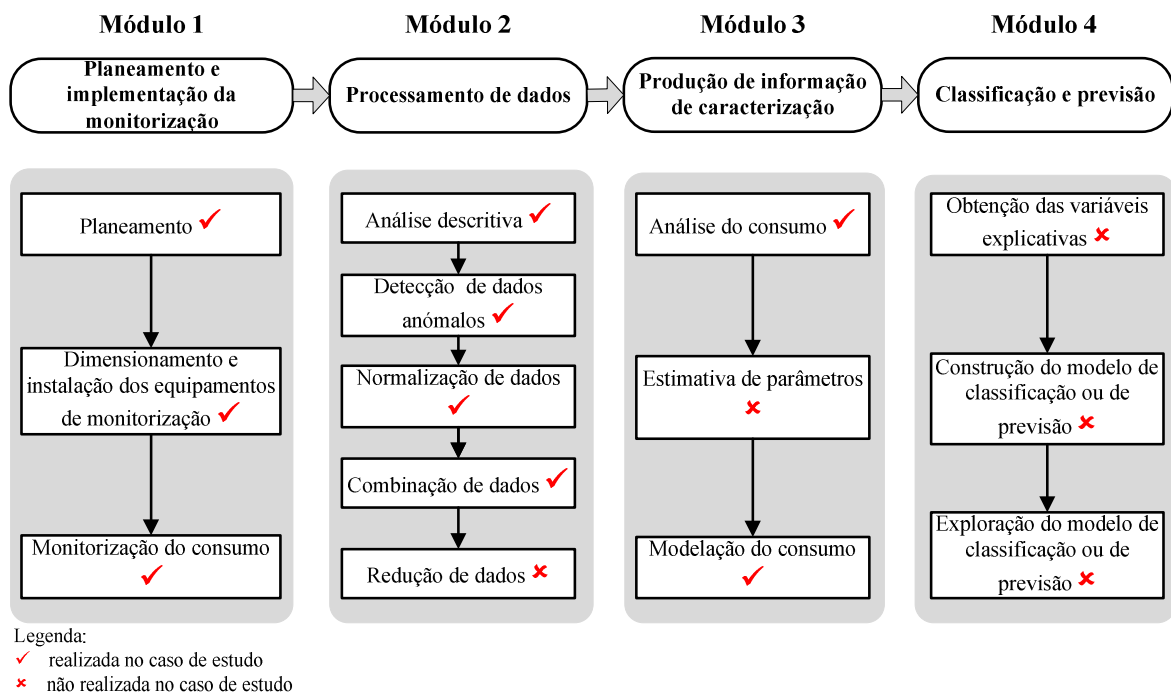 Módulo 1
Módulo 2
Módulo 3
Módulo 4
Planeamento e
implementação da
monitorização
Processamento de dados
Produção de informação
de caracterização
Classificação e previsão
Planeamento ✓
Dimensionamento e
instalação dos equipamentos
de monitorização ✓
Monitorização do consumo
✓
Análise descritiva ✓
Detecção de dados
anómalos ✓
Normalização de dados
✓
Combinação de dados ✓
Redução de dados ✘
Análise do consumo ✓
Estimativa de parâmetros
✘
Modelação do consumo
✓
Obtenção das variáveis
explicativas ✘
Construção do modelo de
classificação ou de
previsão ✘
Exploração do modelo de
classificação ou de
previsão ✘
Legenda:
✓ realizada no caso de estudo
✘ não realizada no caso de estudo